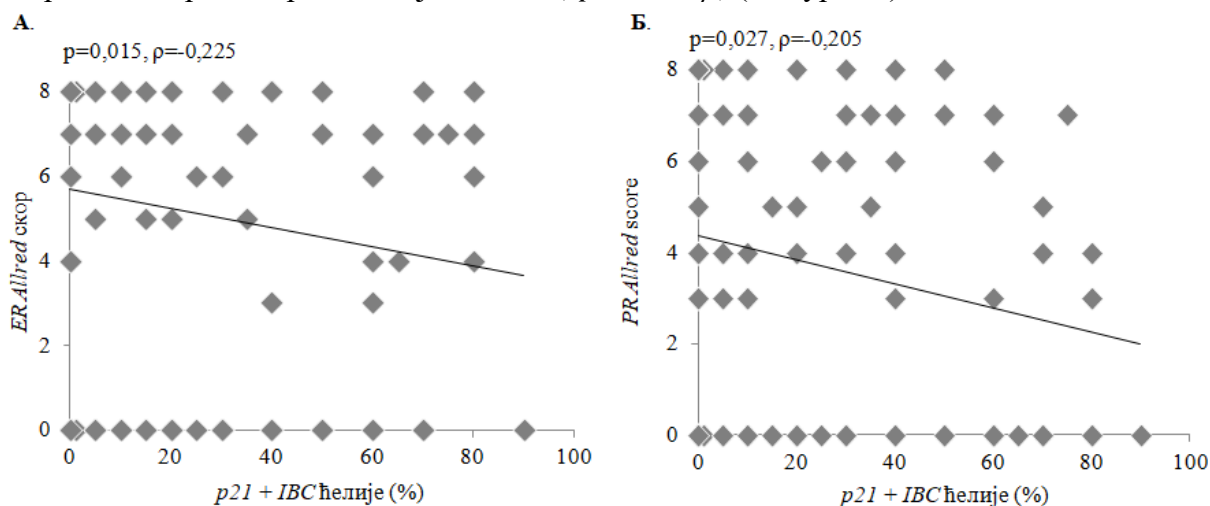 А.
p=0,015, ρ=-0,225
8
6
4
2
0
0 20 40 60 80 100
ER Allred скор
p21 + IBC ћелије (%)
Б.
p=0,027, ρ=-0,205
8
6
4
2
0
0 20 40 60 80 100
PR Allred score
p21 + IBC ћелије (%)